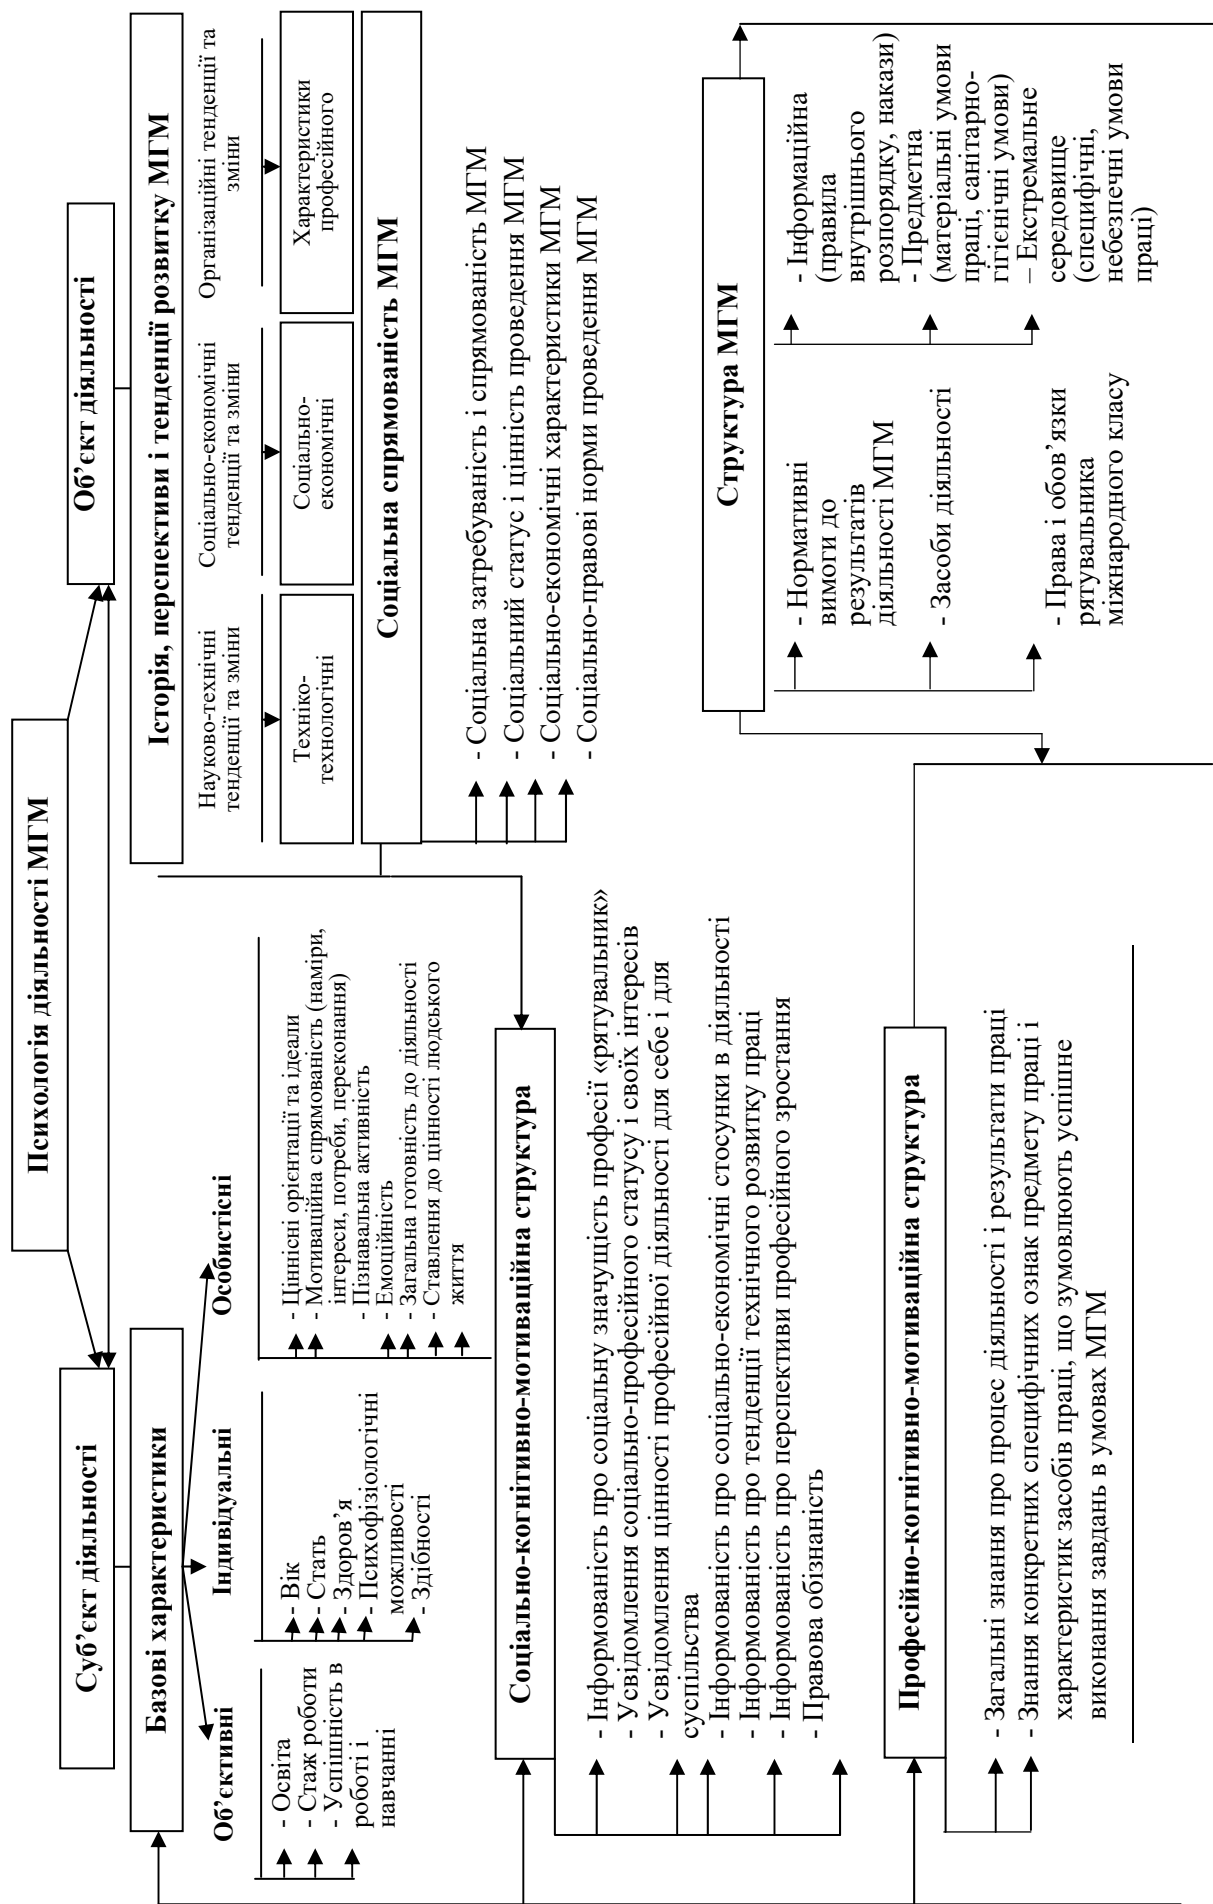 Психологія діяльності МГМ
Суб’єкт діяльності
Об’єкт діяльності
Базові характеристики
Історія, перспективи і тенденції розвитку МГМ
Об’єктивні
Індивідуальні
Особистісні
Науково-технічні
тенденції та зміни
Соціально-економічні
тенденції та зміни
Організаційні тенденції та
зміни
- Освіта
- Стаж роботи
- Успішність в
роботі і
навчанні
- Вік
- Стать
- Здоров’я
- Психофізіологічні
можливості
- Здібності
- Ціннісні орієнтації та ідеали
- Мотиваційна спрямованість (наміри,
інтереси, потреби, переконання)
- Пізнавальна активність
- Емоційність
- Загальна готовність до діяльності
- Ставлення до цінності людського
життя
Техніко-
технологічні
Соціально-
економічні
Характеристики
професійного
Соціальна спрямованість МГМ
- Соціальна затребуваність і спрямованість МГМ
- Соціальний статус і цінність проведення МГМ
- Соціально-економічні характеристики МГМ
- Соціально-правові норми проведення МГМ
Соціально-когнітивно-мотиваційна структура
- Інформованість про соціальну значущість професії «рятувальник»
- Усвідомлення соціально-професійного статусу і своїх інтересів
- Усвідомлення цінності професійної діяльності для себе і для
суспільства
- Інформованість про соціально-економічні стосунки в діяльності
- Інформованість про тенденції технічного розвитку праці
- Інформованість про перспективи професійного зростання
- Правова обізнаність
Структура МГМ
- Нормативні
вимоги до
результатів
діяльності МГМ
- Засоби діяльності
- Права і обов’язки
рятувальника
міжнародного класу
- Інформаційна
(правила
внутрішнього
розпорядку, накази)
- Предметна
(матеріальні умови
праці, санітарно-
гігієнічні умови)
– Екстремальне
середовище
(специфічні,
небезпечні умови
праці)
Професійно-когнітивно-мотиваційна структура
- Загальні знання про процес діяльності і результати праці
- Знання конкретних специфічних ознак предмету праці і
характеристик засобів праці, що зумовлюють успішне
виконання завдань в умовах МГМ